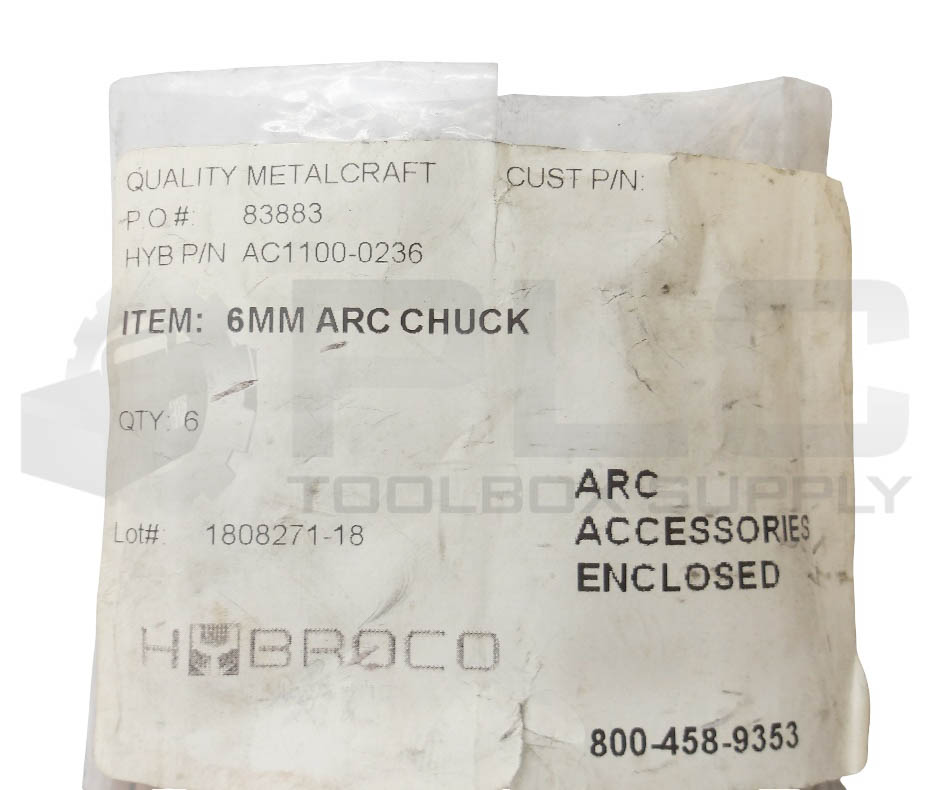 QUALITY METALCRAFT
CUST P/N:
P.O.#: 83883
HYB P/N AC1100-0236
ITEM: 6MM ARC CHUCK
QTY: 6
Lot#: 1808271-18
ARC
ACCESSORIES
ENCLOSED
HYBROCO
800-458-9353
PLC
TOOLBOX SUPPLY